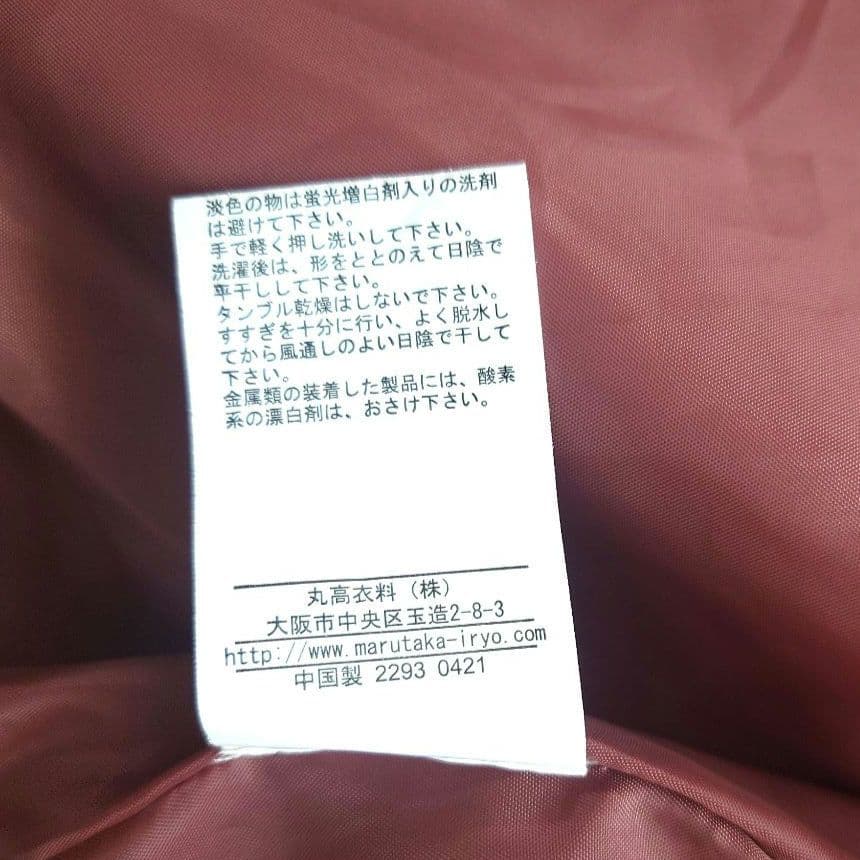 淡色の物は蛍光増白剤入りの洗剤
は避けて下さい。
手で軽く押し洗いして下さい。
洗濯後は、形をととのえて日陰で
平干しして下さい。
タンブル乾燥はしないで下さい。
すすぎを十分に行い、よく脱水し
てから風通しのよい日陰で干して
下さい。
金属類の装着した製品には、酸素
系の漂白剤は、おさけ下さい。
丸高衣料（株）
大阪市中央区玉造2-8-3
http://www.marutaka-iryo.com
中国製 2293 0421